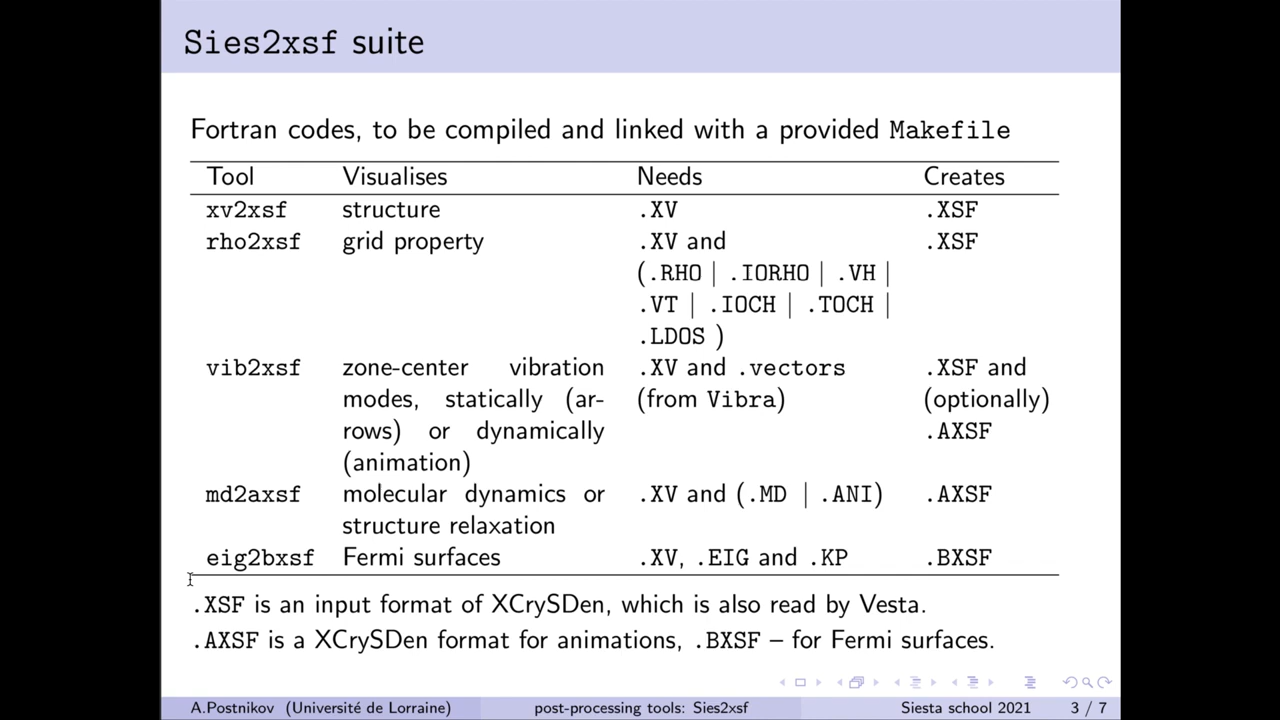 Sies2xsf suite
Fortran codes, to be compiled and linked with a provided Makefile
Tool Visualises Needs Creates
xv2xsf structure .XV .XSF
rho2xsf grid property .XV and .XSF
(.RHO | .IORHO | .VH |
.VT | .IOCH | .TOCH |
.LDOS )
vib2xsf zone-center vibration .XV and .vectors .XSF and
modes, statically (ar- (from Vibra) (optionally)
rows) or dynamically .AXSF
(animation)
md2axsf molecular dynamics or .XV and (.MD | .ANI) .AXSF
structure relaxation
eig2bxsf Fermi surfaces .XV, .EIG and .KP .BXSF
.XSF is an input format of XCrySDen, which is also read by Vesta.
.AXSF is a XCrySDen format for animations, .BXSF – for Fermi surfaces.
A.Postnikov (Université de Lorraine) post-processing tools: Sies2xsf Siesta school 2021 3 / 7